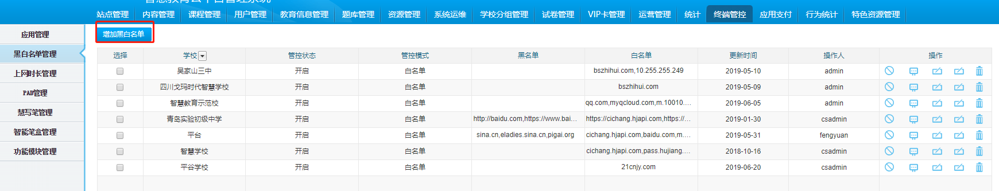 智慧教育云平台管理系统
站点管理 内容管理 课程管理 用户管理 教育信息管理 题库管理 资源管理 系统运维 学校分组管理 试卷管理 VIP卡管理 运营管理 统计 终端管控 应用支付 行为统计 特色资源管理
应用管理
黑白名单管理
上网时长管理
PAD管理
慧写笔管理
智能笔盒管理
功能模块管理
增加黑白名单
选择 学校 管控状态 管控模式 黑名单 白名单 更新时间 操作人 操作
吴家山三中 开启 白名单 bszhihui.com,10.255.255.249 2019-05-10 admin
四川戈玛时代智慧学校 开启 白名单 bszhihui.com 2019-05-09 admin
智慧教育示范校 开启 白名单 qq.com,myqcloud.com,m.10010.... 2019-06-05 admin
青岛实验初级中学 开启 白名单 http://baidu.com,https://www.bai... https://cichang.hjapi.com,https://... 2019-01-30 csadmin
平台 开启 白名单 sina.cn,eladies.sina.cn,pigai.org cichang.hjapi.com,baidu.com,m.... 2019-05-31 fengyuan
智慧学校 开启 白名单 cichang.hjapi.com,pass.hujiang.... 2018-10-16 csadmin
平谷学校 开启 白名单 21cnjy.com 2019-06-20 csadmin